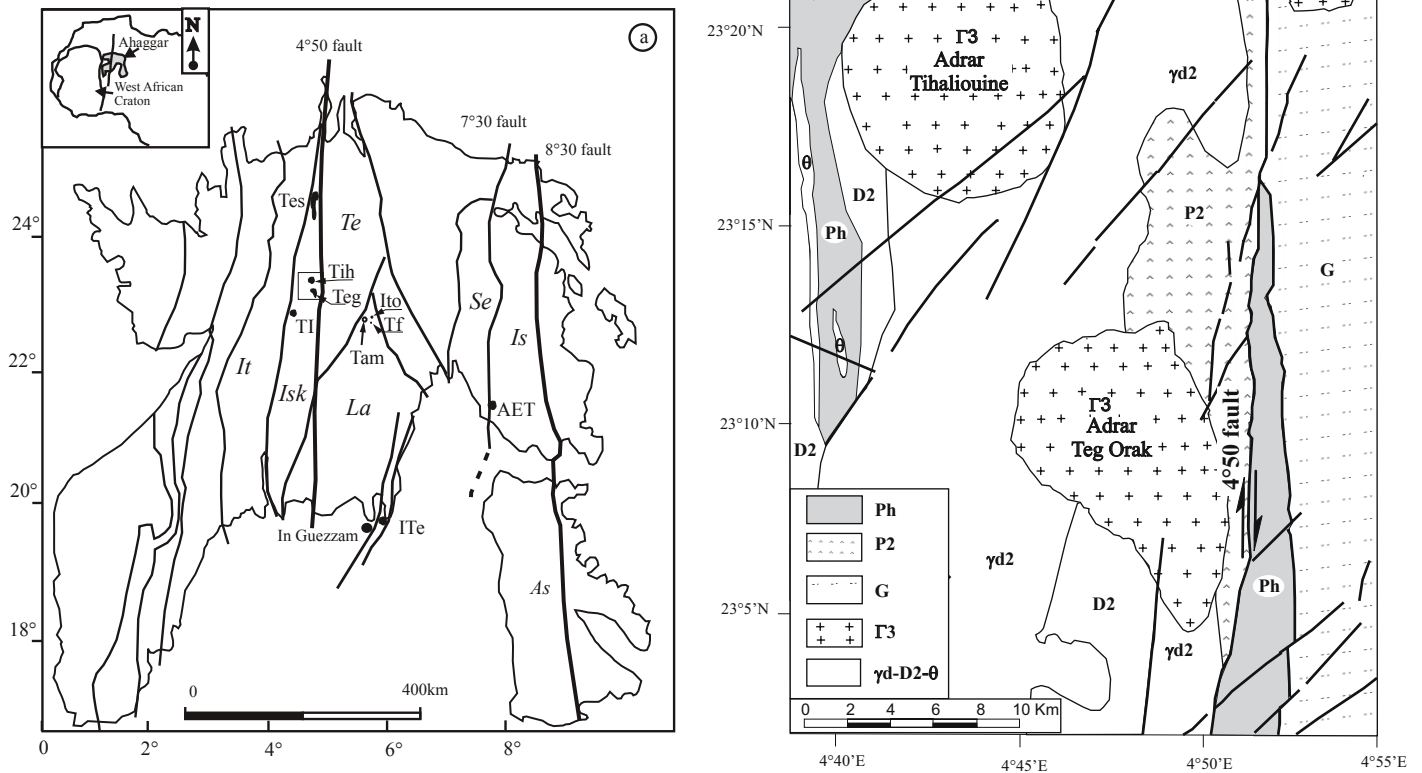 N
a
Ahaggar
West African
Craton
4°50 fault
7°30 fault
8°30 fault
Tes
Te
24°
Tih
Teg
Ito
Se
TI
Tf
Is
Tam
22°
It
Isk
La
AET
20°
In Guezzam
ITe
As
18°
0
400km
0
2°
4°
6°
8°
23°20’N
Γ3
Adrar
Tihaliouine
γd2
θ
D2
P2
23°15’N
Ph
G
θ
Γ3
Adrar
Teg Orak
4°50 fault
23°10’N
D2
Ph
P2
G
Γ3
γd-D2-θ
γd2
D2
Ph
23°5’N
γd2
0
2
4
6
8
10 Km
4°40’E
4°45’E
4°50’E
4°55’E